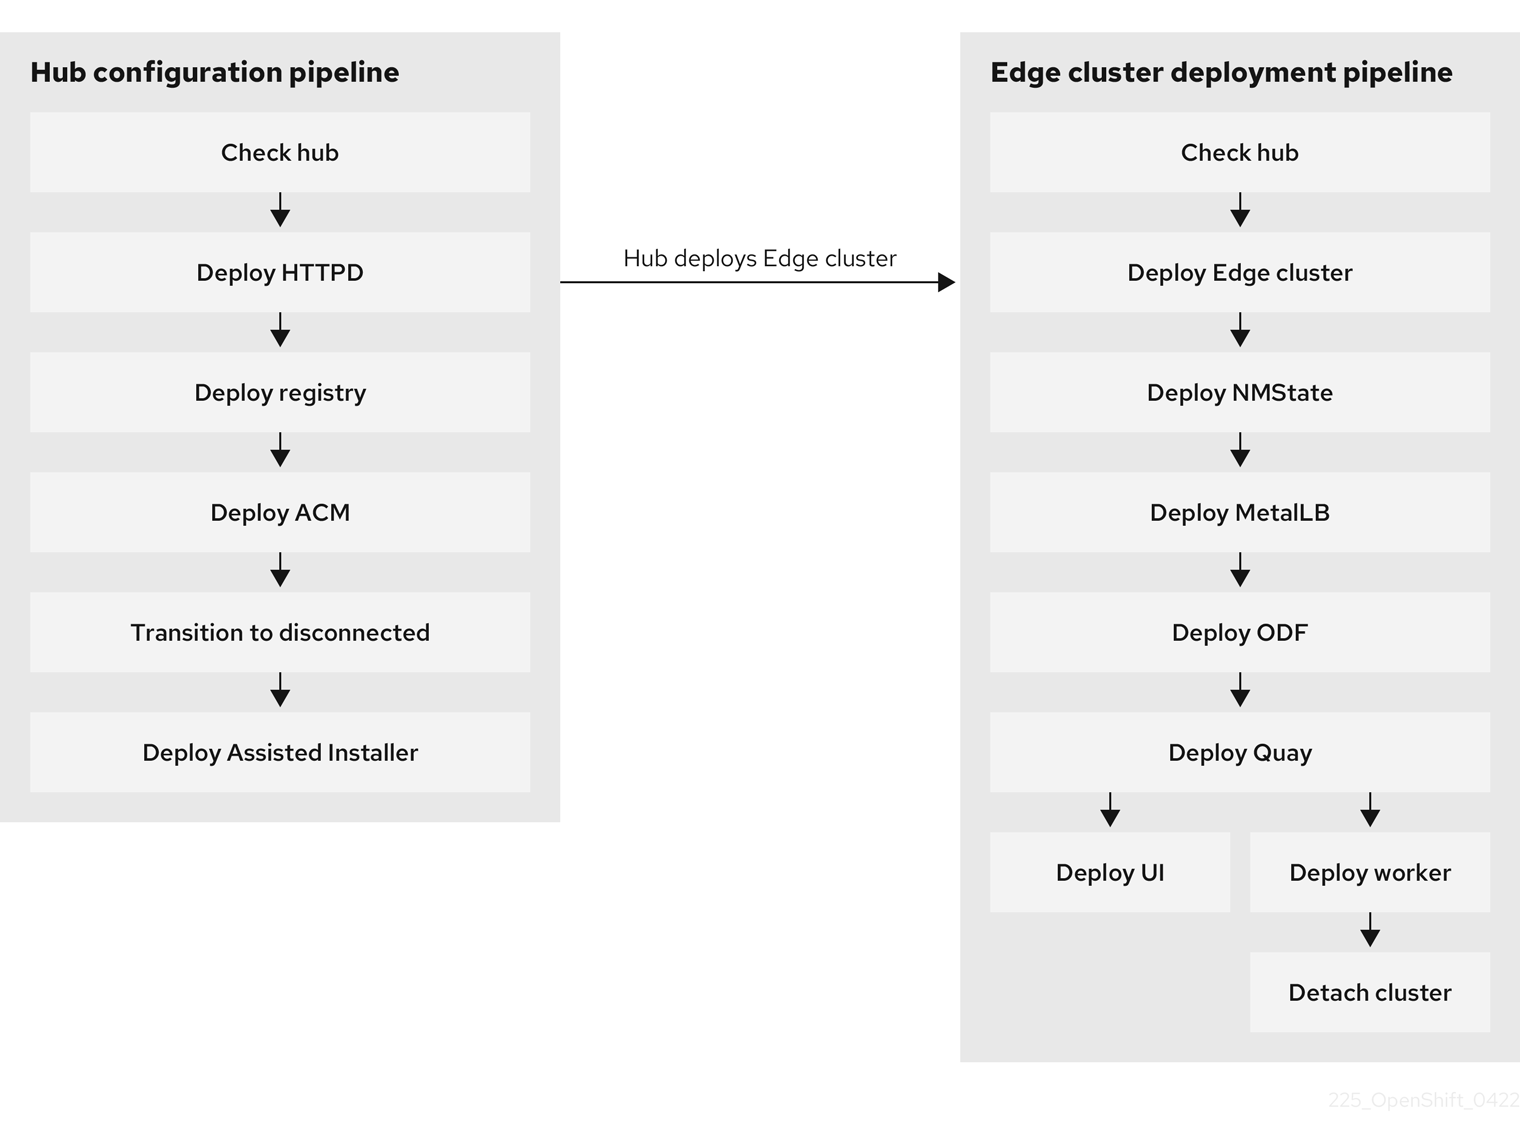 Hub configuration pipeline
Check hub
Deploy HTTPD
Deploy registry
Deploy ACM
Transition to disconnected
Deploy Assisted Installer
Hub deploys Edge cluster
Edge cluster deployment pipeline
Check hub
Deploy Edge cluster
Deploy NMState
Deploy MetalLB
Deploy ODF
Deploy Quay
Deploy UI
Deploy worker
Detach cluster
225_OpenShift_0422